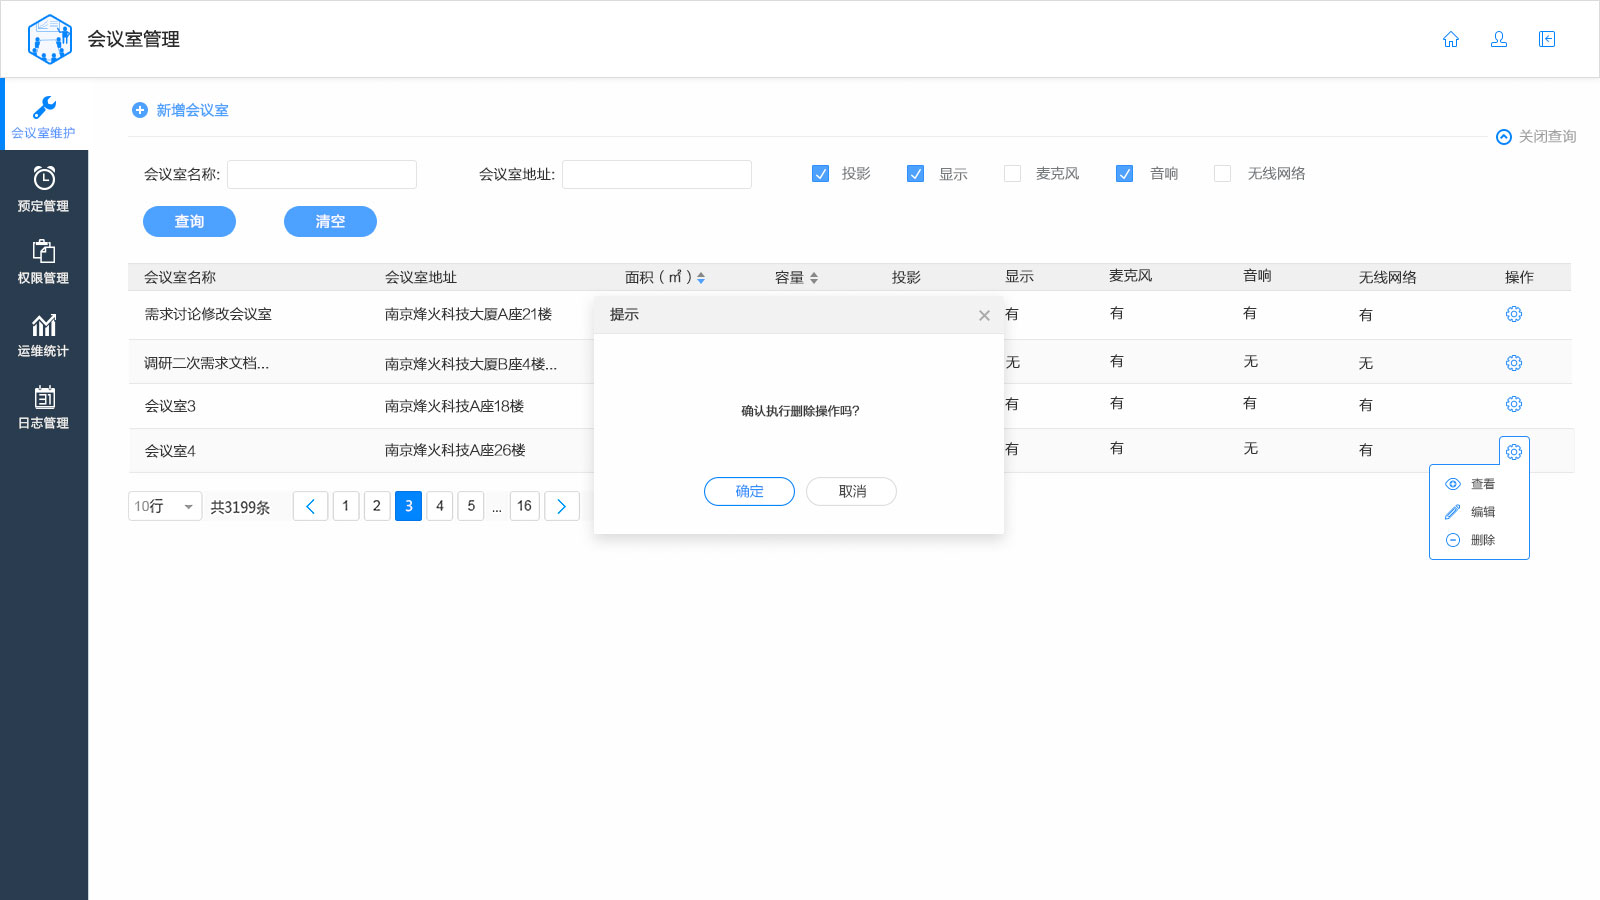 会议室管理
会议室维护
预定管理
权限管理
运维统计
31
日志管理
新增会议室
关闭查询
会议室名称:
会议室地址:
投影
显示
麦克风
音响
无线网络
查询
清空
会议室名称 会议室地址 面积（㎡） 容量 投影 显示 麦克风 音响 无线网络 操作
需求讨论修改会议室 南京烽火科技大厦A座21楼 有 有 有 有
调研二次需求文档... 南京烽火科技大厦B座4楼... 无 有 无 无
会议室3 南京烽火科技A座18楼 有 有 有 有
会议室4 南京烽火科技A座26楼 有 有 无 有
10行 共3199条 1 2 3 4 5 ... 16
提示
确认执行删除操作吗?
确定
取消
查看
编辑
删除